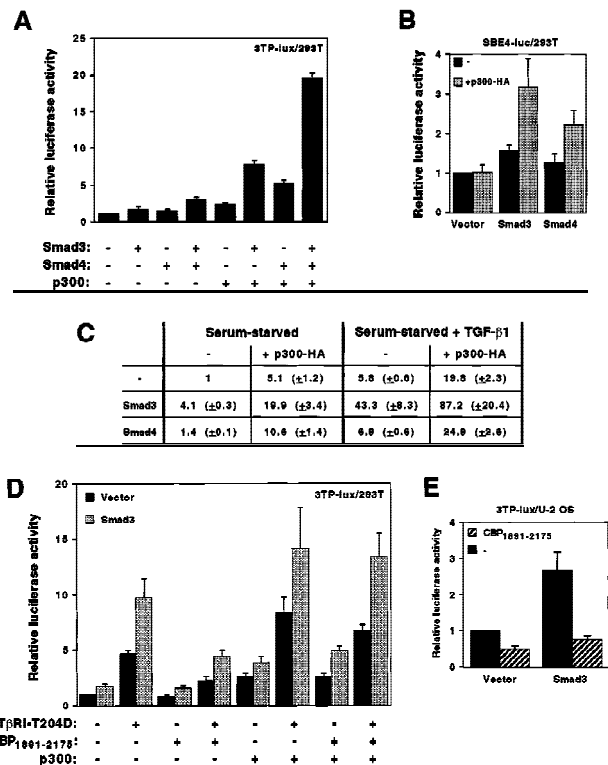 A
3TP-lux/293T
Relative luciferase activity
25
20
15
10
5
0
Smad3: - + - + - + - +
Smad4: - - + + - - + +
p300: - - - - + + + +
B
SBE4-luc/293T
Relative luciferase activity
4
3
2
1
0
-
+p300-HA
Vector Smad3 Smad4
C
Serum-starved Serum-starved + TGF-β1
- + p300-HA - + p300-HA
- 1 5.1 (±1.2) 5.8 (±0.6) 19.8 (±2.3)
Smad3 4.1 (±0.3) 19.9 (±3.4) 43.3 (±8.3) 87.2 (±20.4)
Smad4 1.4 (±0.1) 10.6 (±1.4) 6.9 (±0.6) 24.9 (±2.6)
D
3TP-lux/293T
Relative luciferase activity
20
15
10
5
0
Vector
Smad3
TβRI-T204D: - + - + - + - +
BP1891-2175: - - + + - - + +
p300: - - - - + + + +
E
3TP-lux/U-2 OS
Relative luciferase activity
4
3
2
1
0
CBP1891-2175
-
Vector Smad3